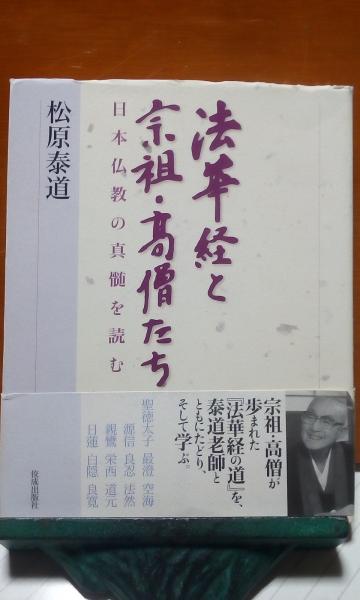 法華経と
宗祖・高僧たち
日本仏教の真髄を読む
松原泰道
宗祖・高僧が
歩まれた
『法華経の道』を、
泰道老師と
ともにたどり、
そして学ぶ。
聖徳太子 最澄 空海
源信 良忍 法然
親鸞 栄西 道元
日蓮 白隠 良寛
佼成出版社